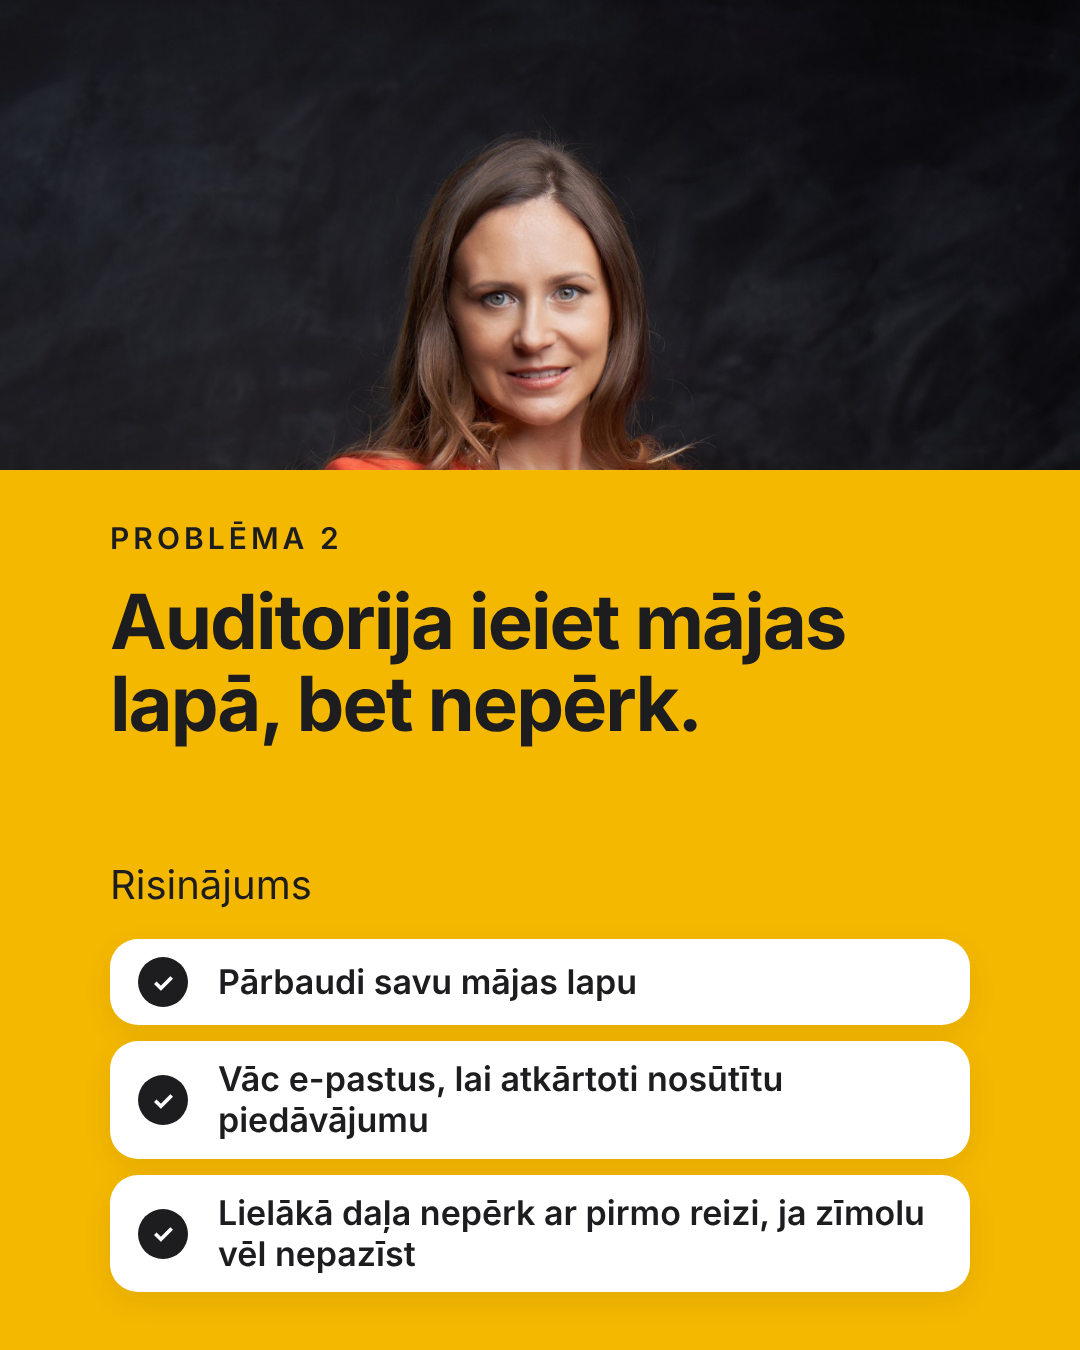 PROBLĒMA 2
Auditorija ieiet mājas
lapā, bet nepērk.
Risinājums
Pārbaudi savu mājas lapu
Vāc e-pastus, lai atkārtoti nosūtītu
piedāvājumu
Lielākā daļa nepērk ar pirmo reizi, ja zīmolu
vēl nepazīst